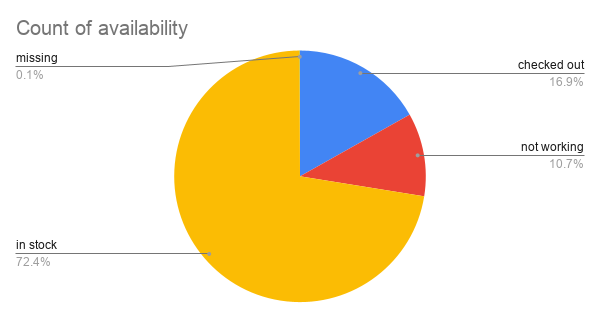 Count of availability
missing
0.1%
checked out
16.9%
not working
10.7%
in stock
72.4%